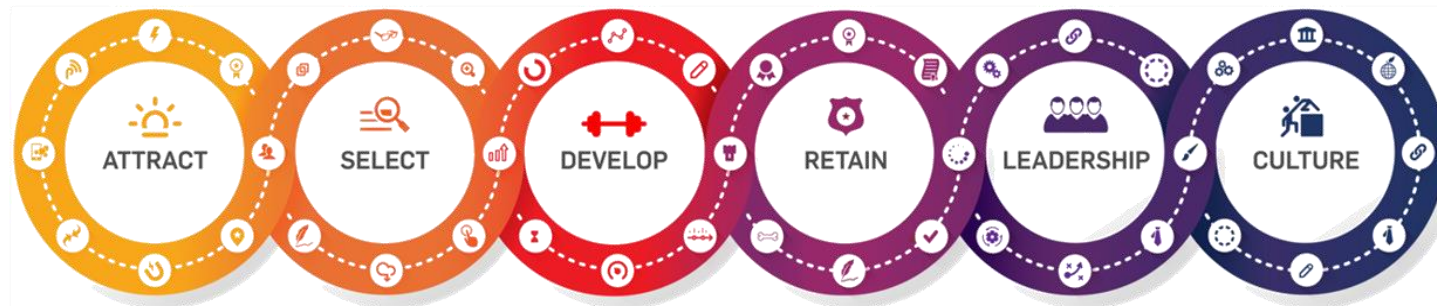 ATTRACT
SELECT
DEVELOP
RETAIN
LEADERSHIP
CULTURE